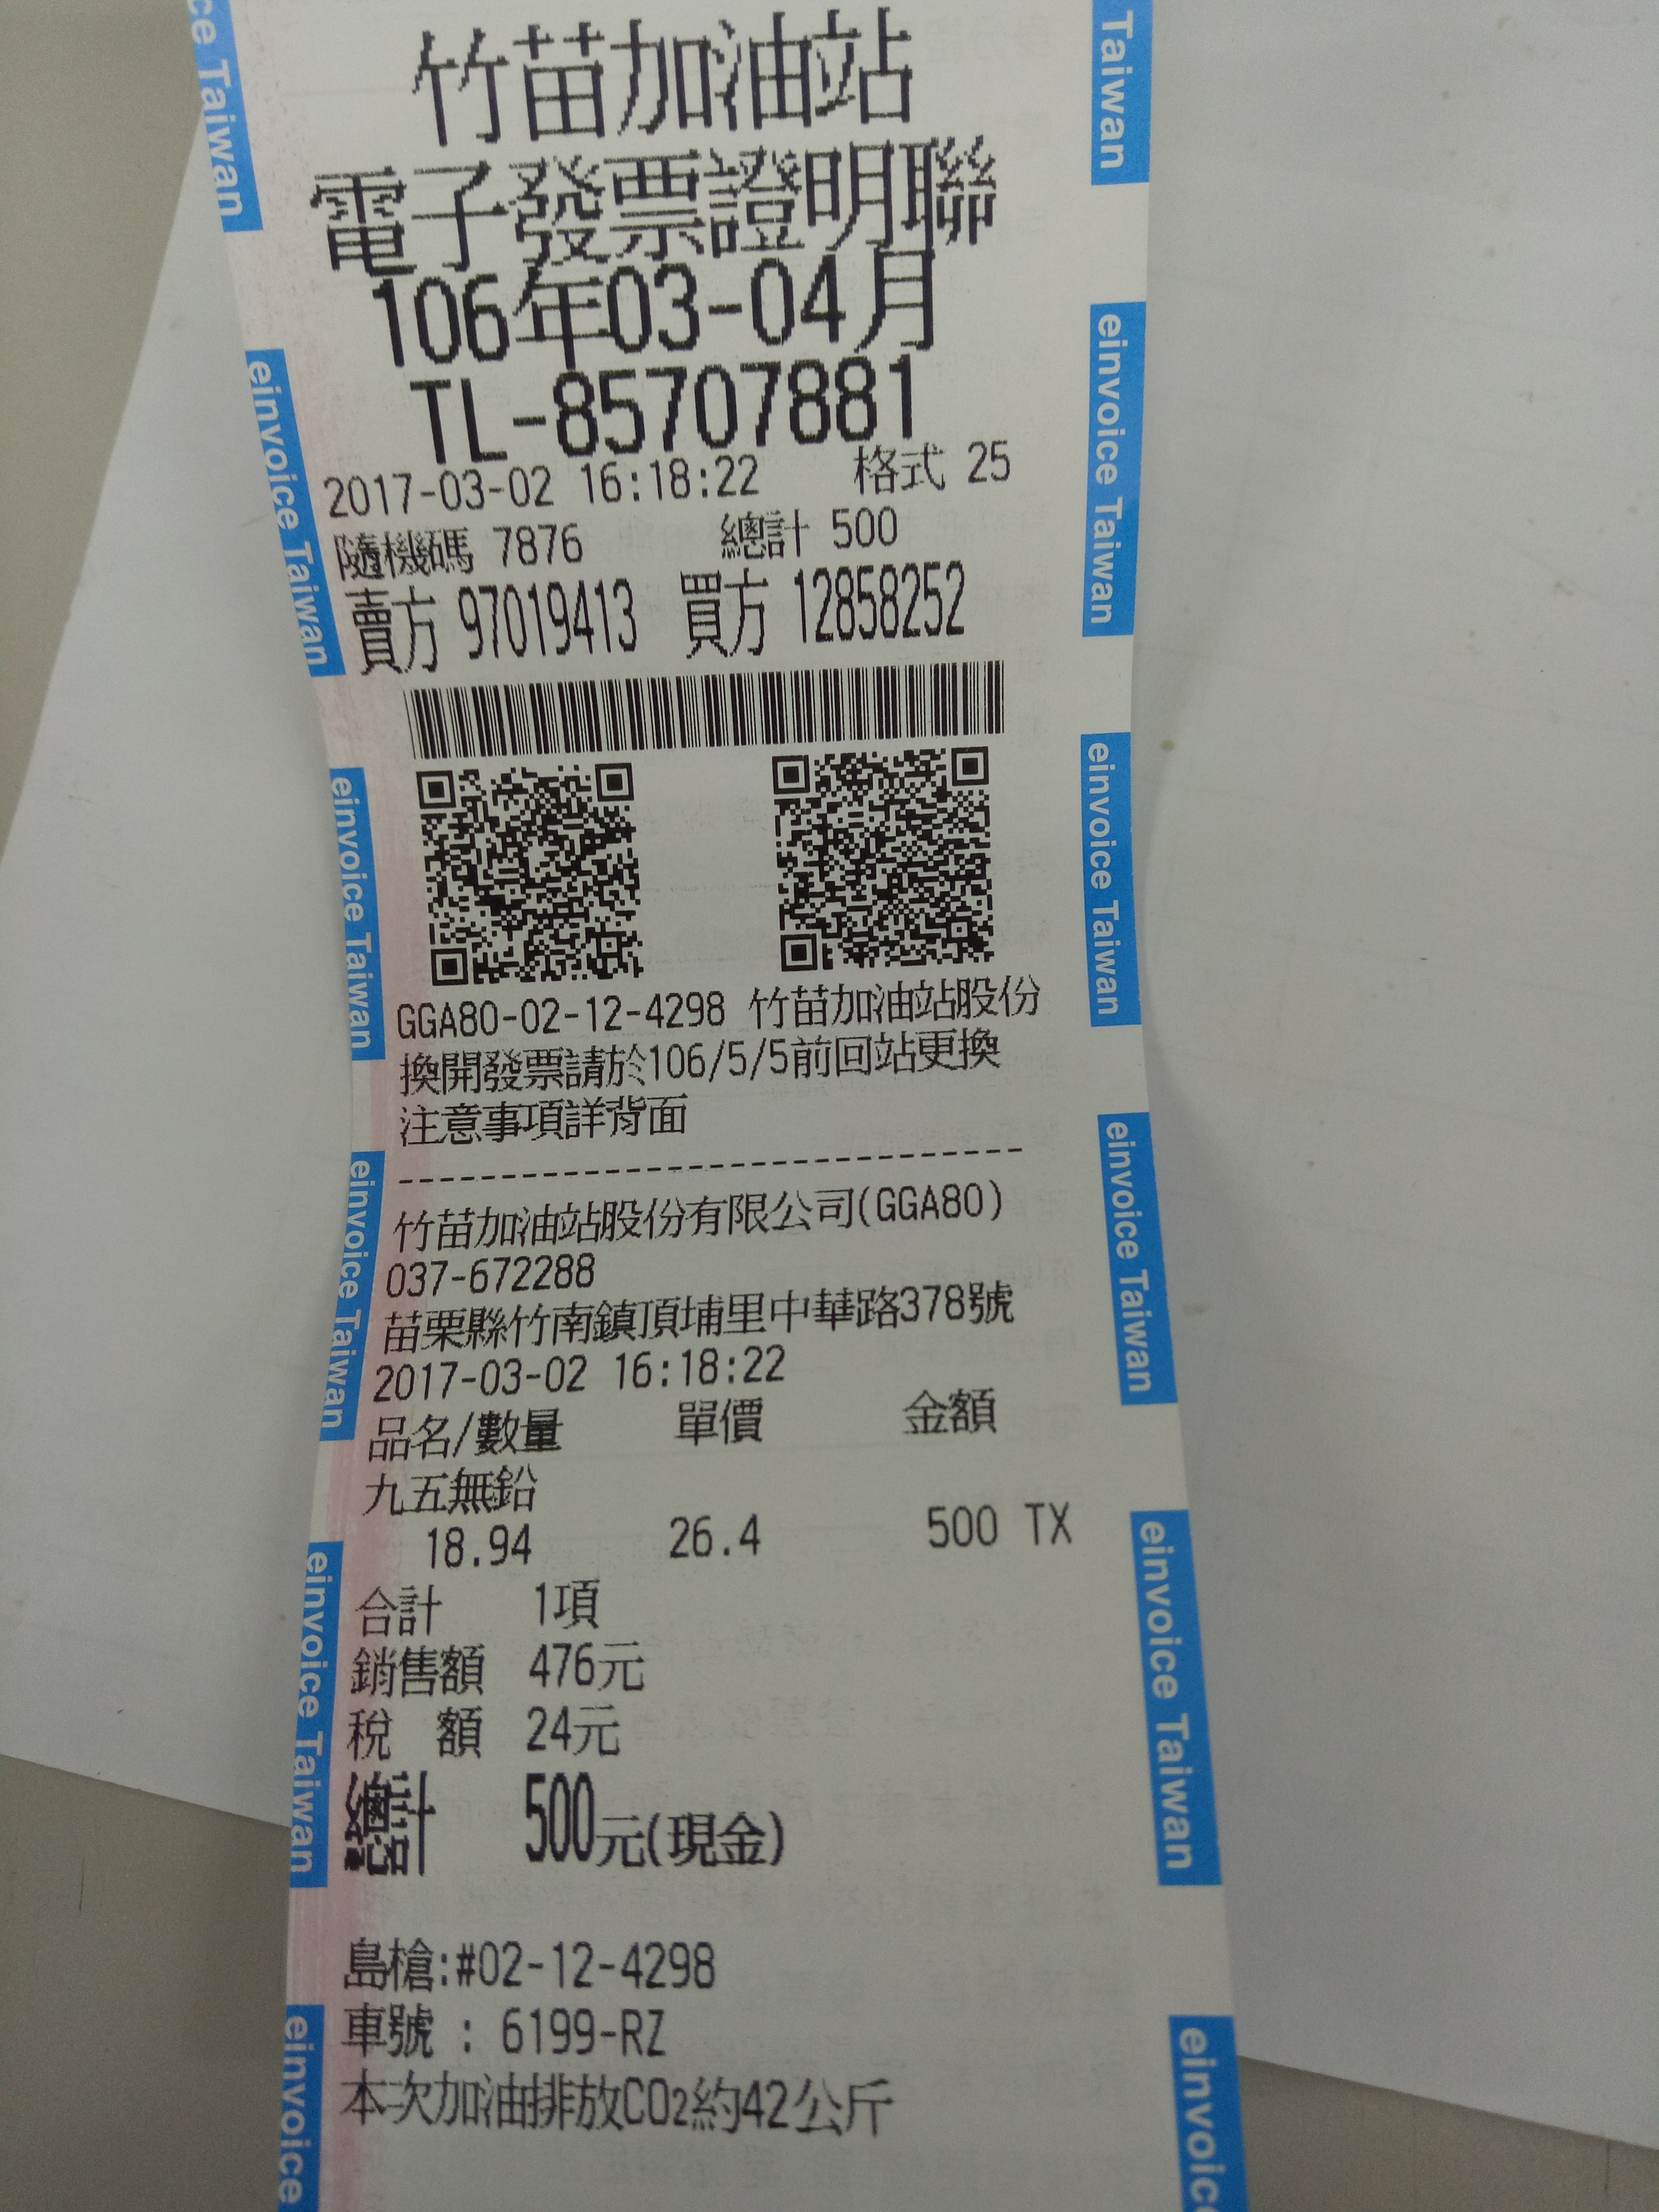 竹苗加油站
電子發票證明聯
106年03-04月
TL-85707881
2017-03-02 16:18:22 格式 25
隨機碼 7876 總計 500
賣方 97019413 買方 12858252
GGA80-02-12-4298 竹苗加油站股份
換開發票請於106/5/5前回站更換
注意事項詳背面
------------------------------
竹苗加油站股份有限公司(GGA80)
037-672288
苗栗縣竹南鎮頂埔里中華路378號
2017-03-02 16:18:22
品名/數量 單價 金額
九五無鉛
18.94 26.4 500 TX
合計 1項
銷售額 476元
稅 額 24元
總計 500元(現金)
島槍:#02-12-4298
車號 : 6199-RZ
本次加油排放CO2約42公斤
ce Taiwan
einvoice Taiwan
einvoice Taiwan
einvoice Taiwan
einvoice Taiwan
einvoice
Taiwan
einvoice Taiwan
einvoice Taiwan
einvoice Taiwan
einvoice Taiwan
einvoic